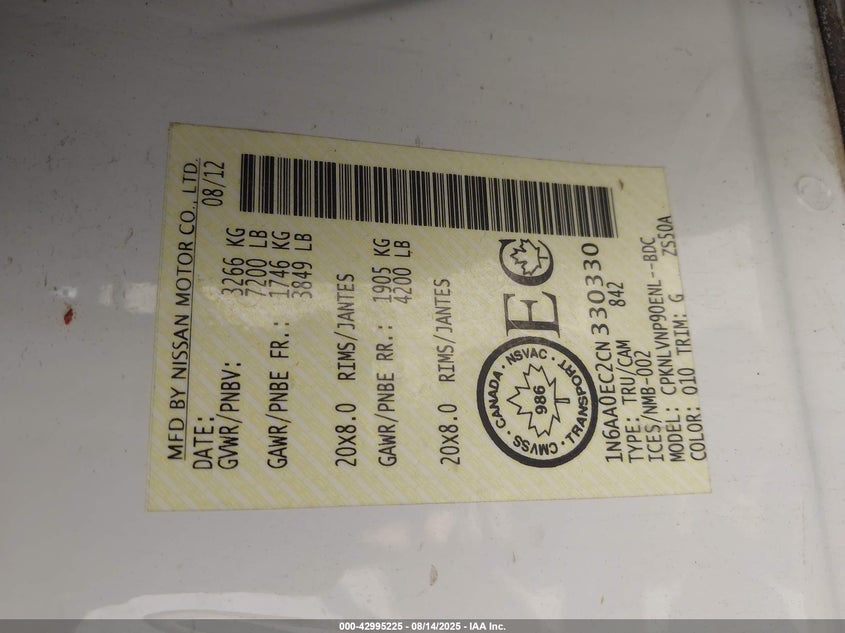 MFD BY NISSAN MOTOR CO., LTD.
DATE: 08/12
GVWR/PNBV: 3266 KG
7200 LB
GAWR/PNBE FR.: 1746 KG
3849 LB
20X8.0 RIMS/JANTES
GAWR/PNBE RR.: 1905 KG
4200 LB
20X8.0 RIMS/JANTES
CANADA · NSVAC · TRANSPORT · CMVSS ·
986
EC
1N6AA0EC2CN330330
TYPE: TRU/CAM 842
ICES/NMB-002
MODEL: CPKNLVNP90ENL--BDC
COLOR: 010 TRIM: G ZS50A
000-42995225 - 08/14/2025 - IAA Inc.